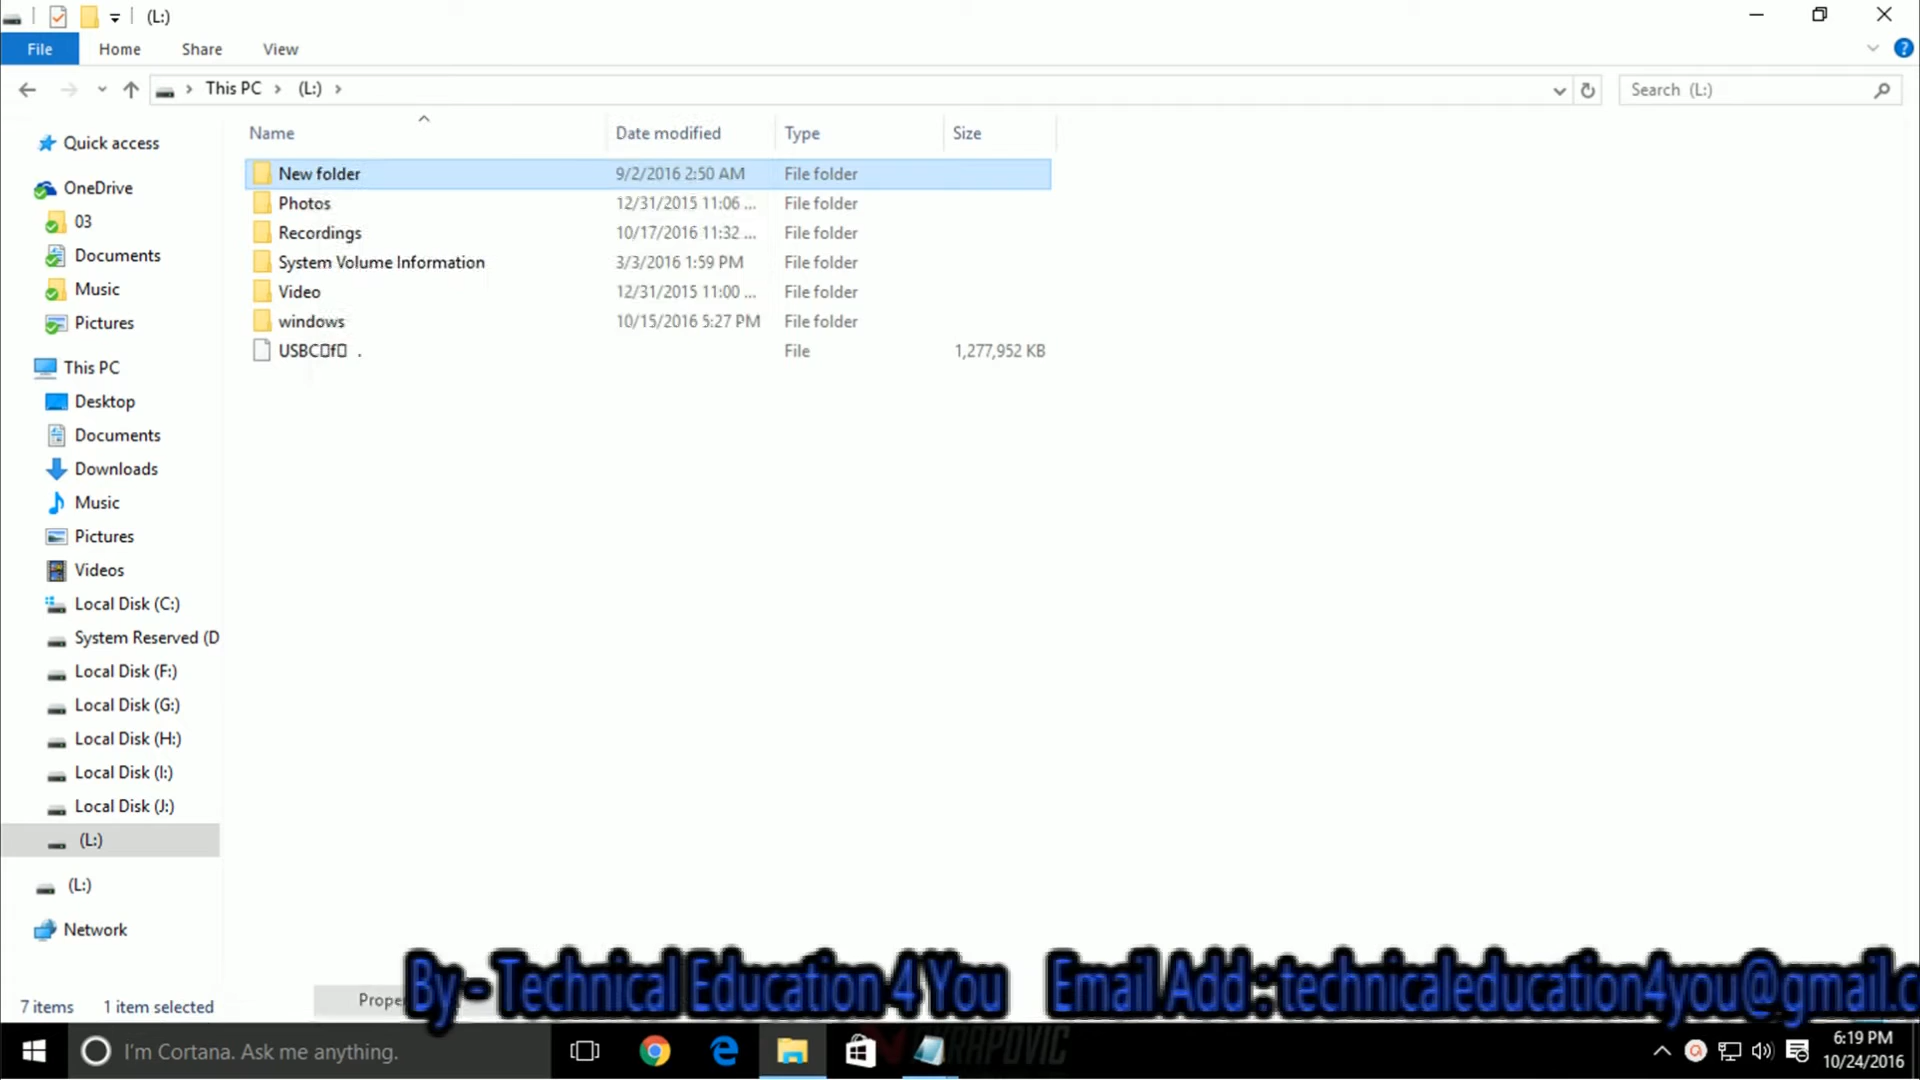 (L:)
File Home Share View
This PC (L:)
Search (L:)
Name Date modified Type Size
New folder 9/2/2016 2:50 AM File folder
Photos 12/31/2015 11:06 ... File folder
Recordings 10/17/2016 11:32 ... File folder
System Volume Information 3/3/2016 1:59 PM File folder
Video 12/31/2015 11:00 ... File folder
windows 10/15/2016 5:27 PM File folder
USBC▯f▯ . File 1,277,952 KB
Quick access
OneDrive
03
Documents
Music
Pictures
This PC
Desktop
Documents
Downloads
Music
Pictures
Videos
Local Disk (C:)
System Reserved (D
Local Disk (F:)
Local Disk (G:)
Local Disk (H:)
Local Disk (I:)
Local Disk (J:)
(L:)
(L:)
Network
7 items 1 item selected
Prope
By - Technical Education 4 You Email Add : technicaleducation4you@gmail.c
I'm Cortana. Ask me anything.
6:19 PM
10/24/2016